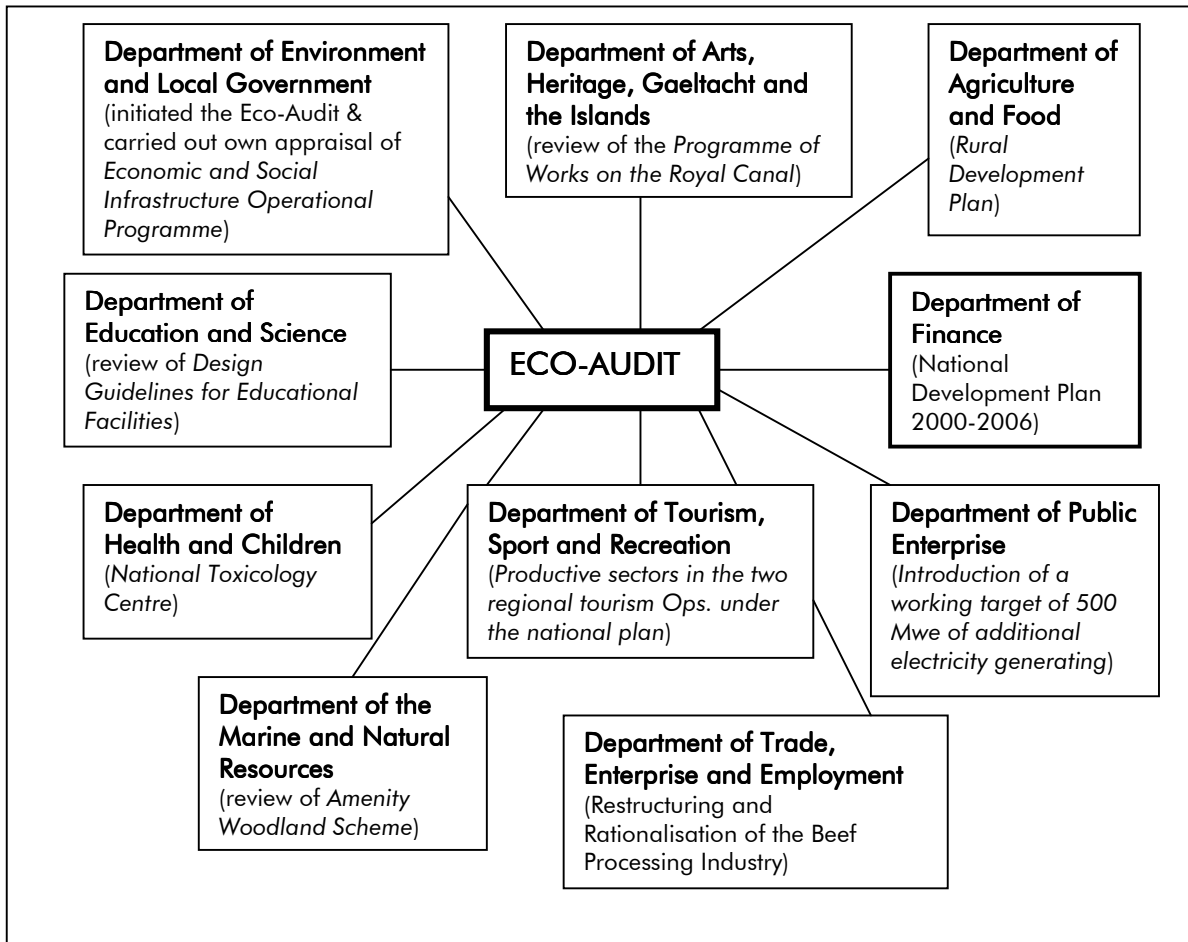 Department of Environment
and Local Government
(initiated the Eco-Audit &
carried out own appraisal of
Economic and Social
Infrastructure Operational
Programme)
Department of Arts,
Heritage, Gaeltacht and
the Islands
(review of the Programme of
Works on the Royal Canal)
Department of
Agriculture
and Food
(Rural
Development
Plan)
Department of
Education and Science
(review of Design
Guidelines for Educational
Facilities)
ECO-AUDIT
Department of
Finance
(National
Development Plan
2000-2006)
Department of
Health and Children
(National Toxicology
Centre)
Department of Tourism,
Sport and Recreation
(Productive sectors in the two
regional tourism Ops. under
the national plan)
Department of Public
Enterprise
(Introduction of a
working target of 500
Mwe of additional
electricity generating)
Department of the
Marine and Natural
Resources
(review of Amenity
Woodland Scheme)
Department of Trade,
Enterprise and Employment
(Restructuring and
Rationalisation of the Beef
Processing Industry)